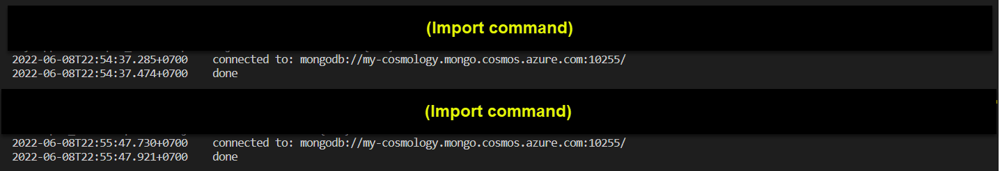 (Import command)
2022-06-08T22:54:37.285+0700 connected to: mongodb://my-cosmology.mongo.cosmos.azure.com:10255/
2022-06-08T22:54:37.474+0700 done
(Import command)
2022-06-08T22:55:47.730+0700 connected to: mongodb://my-cosmology.mongo.cosmos.azure.com:10255/
2022-06-08T22:55:47.921+0700 done